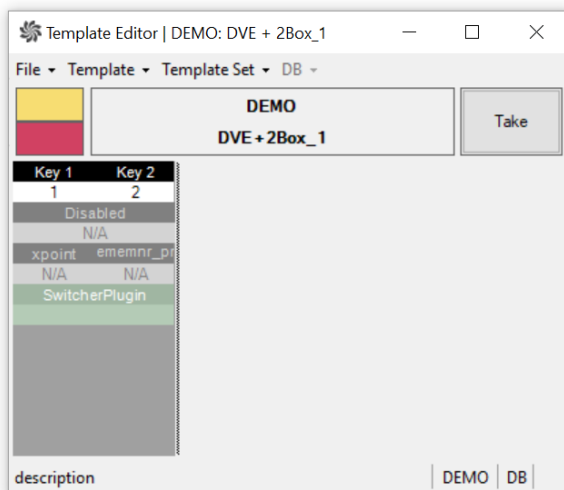 Template Editor | DEMO: DVE + 2Box_1
File Template Template Set DB
DEMO
DVE+2Box_1
Take
Key 1 Key 2
1 2
Disabled
N/A
xpoint ememnr_pr
N/A N/A
SwitcherPlugin
description DEMO DB